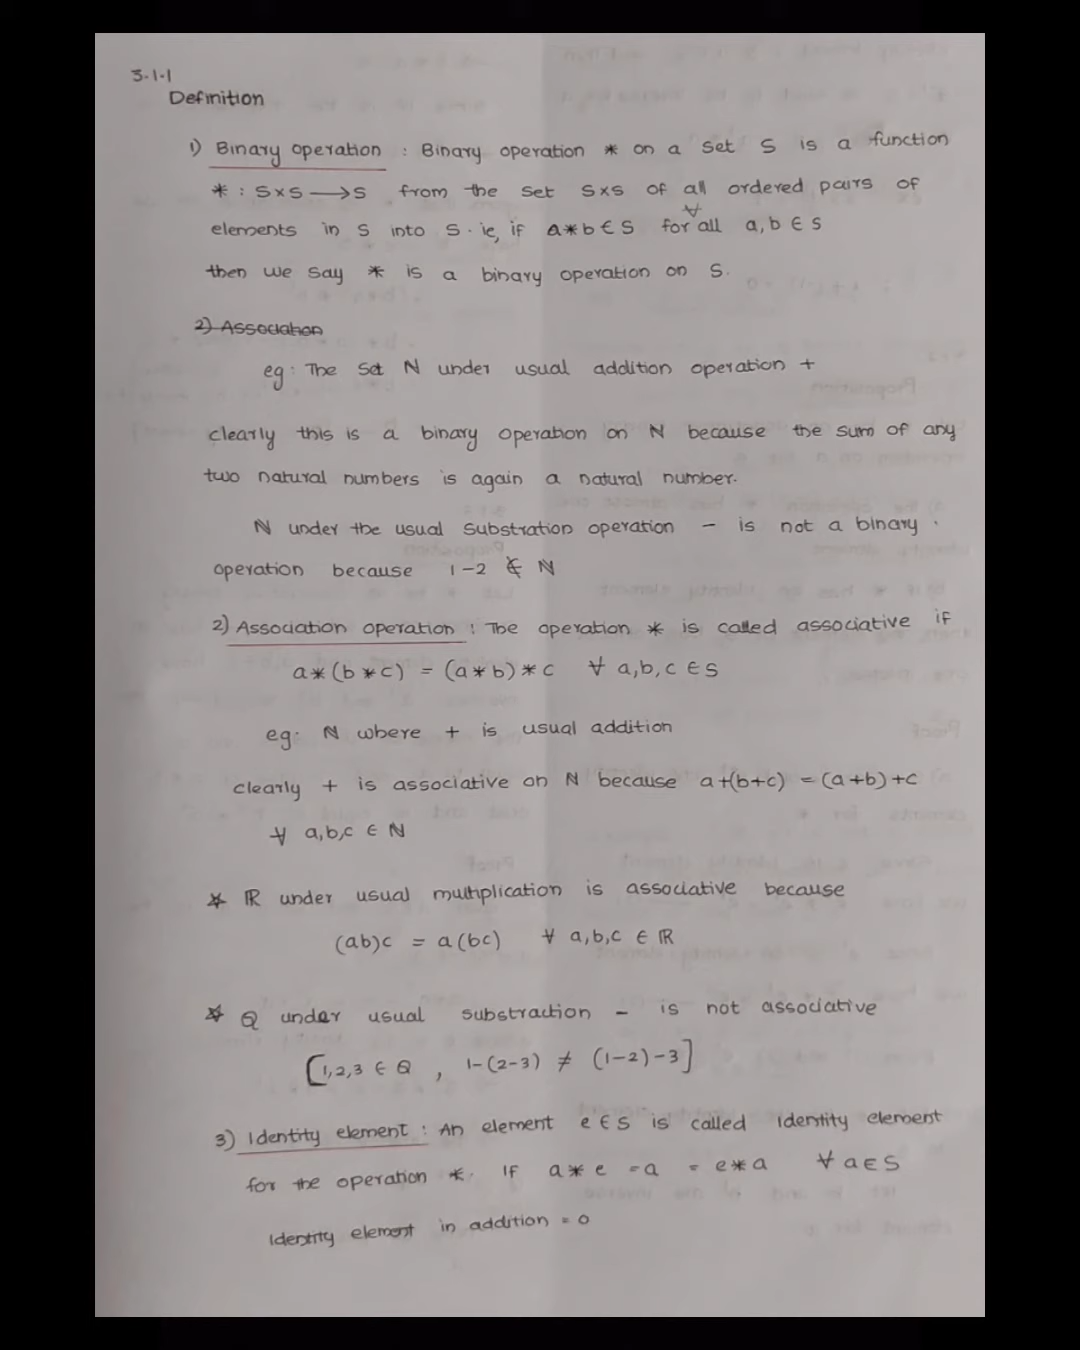 3.1.1
Definition
1) Binary operation : Binary operation * on a set S is a function
* : S×S ⟶ S from the set S×S of all ordered pairs of
elements in S into S. ie, if a*b ∈ S for all a, b ∈ S
∀
then we say * is a binary operation on S.
2) Association
eg: The set ℕ under usual addition operation +
clearly this is a binary operation on ℕ because the sum of any
two natural numbers is again a natural number.
ℕ under the usual substration operation – is not a binary
operation because 1-2 ∉ ℕ
2) Association operation : The operation * is called associative if
a*(b*c) = (a*b)*c ∀ a,b,c ∈ S
eg: ℕ where + is usual addition
clearly + is associative on ℕ because a+(b+c) = (a+b)+c
∀ a,b,c ∈ ℕ
* ℝ under usual multiplication is associative because
(ab)c = a(bc) ∀ a,b,c ∈ ℝ
* Q under usual substraction – is not associative
[1,2,3 ∈ Q , 1-(2-3) ≠ (1-2)-3]
3) Identity element : An element e ∈ S is called identity element
for the operation *. If a*e = a = e*a ∀ a ∈ S
Identity element in addition = 0